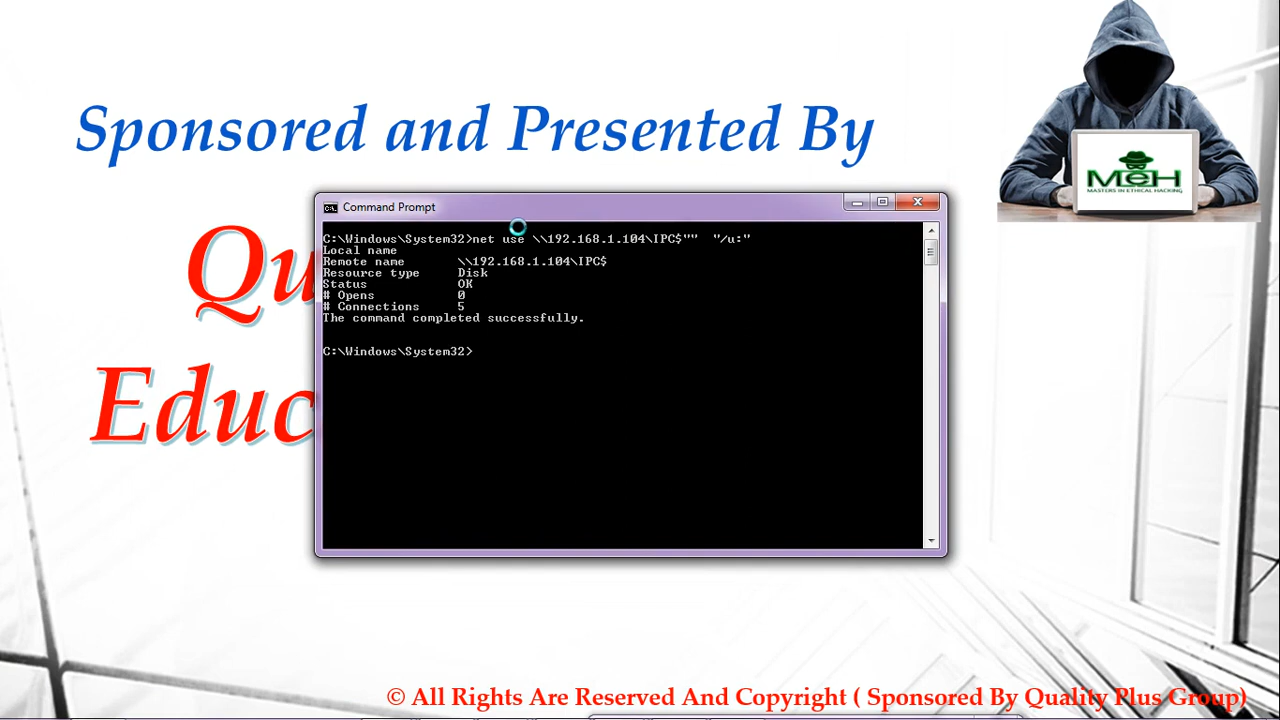 Sponsored and Presented By
Qu
Educ
MeH
MASTERS IN ETHICAL HACKING
Command Prompt
C:\Windows\System32>net use \\192.168.1.104\IPC$""  "/u:"
Local name
Remote name       \\192.168.1.104\IPC$
Resource type     Disk
Status            OK
# Opens           0
# Connections     5
The command completed successfully.
C:\Windows\System32>
© All Rights Are Reserved And Copyright ( Sponsored By Quality Plus Group)